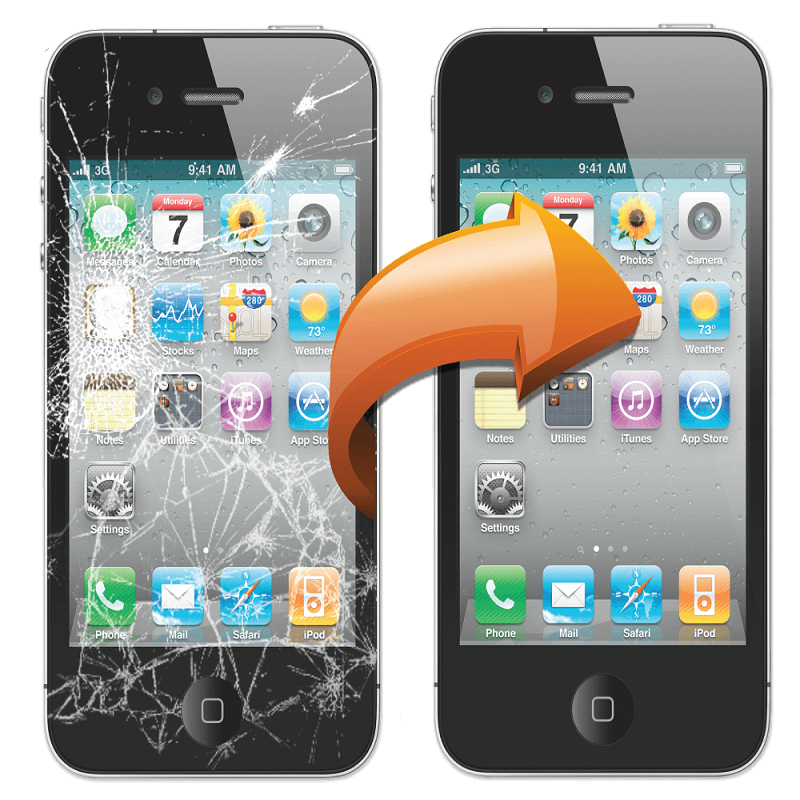 3G 9:41 AM
Monday
7
Messages Calendar Photos Camera
280
73°
Stocks Maps Weather
Notes Utilities iTunes App Sto
Settings
Phone Mail Safari iPod
3G 9:41 AM
Monday
7
Photos Camera
280
73°
Maps Weather
Notes Utilities iTunes App Store
Settings
Phone Mail Safari iPod